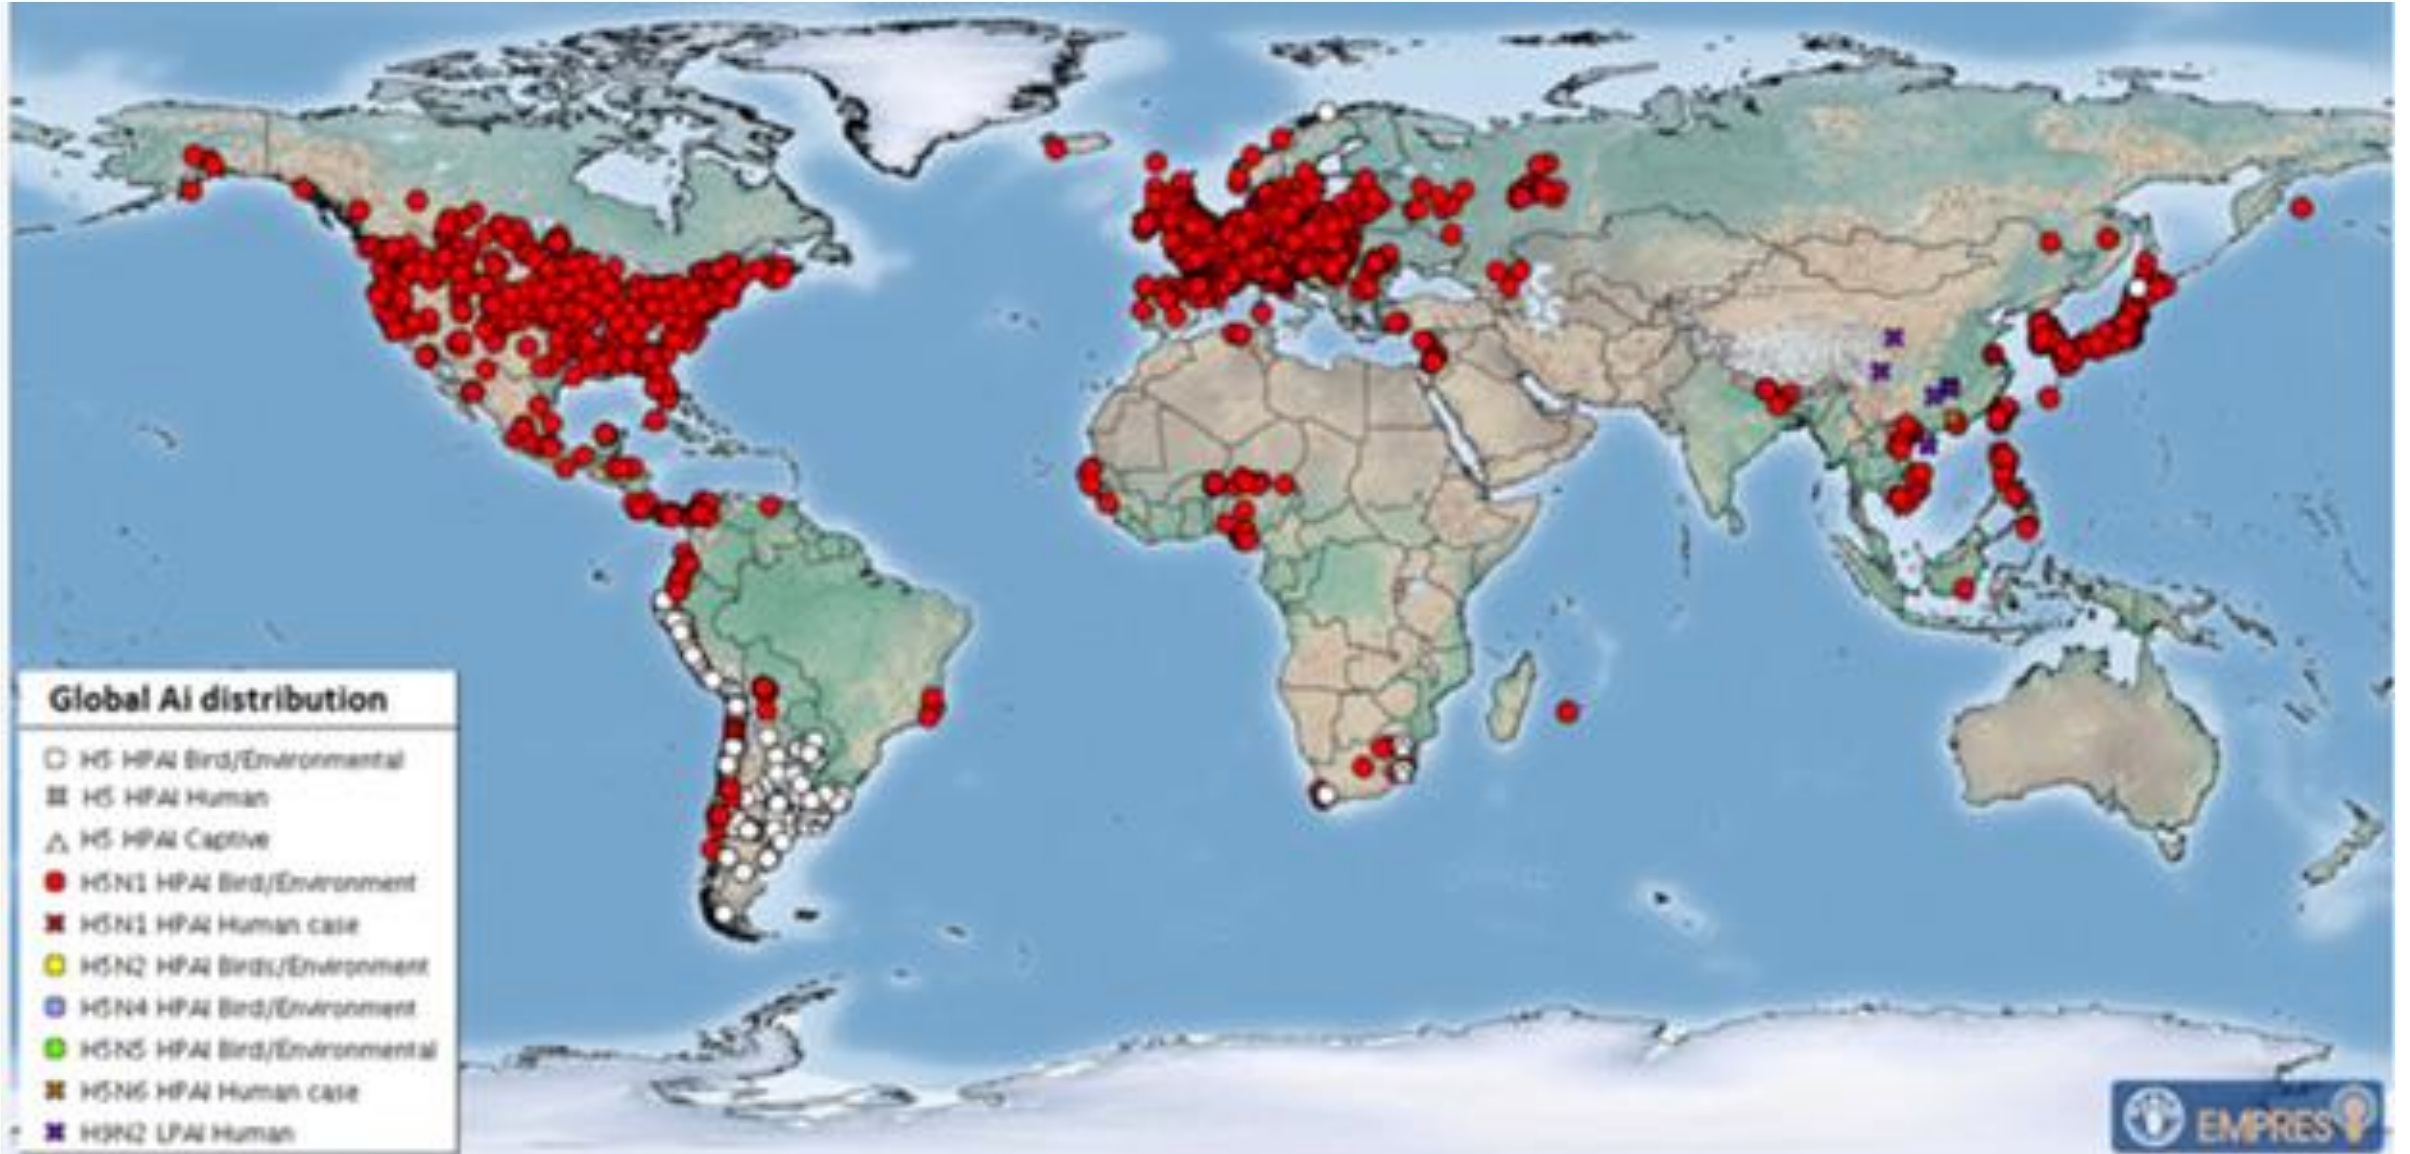 Global Ai distribution
H5 HPAI Bird/Environmental
H5 HPAI Human
H5 HPAI Captive
H5N1 HPAI Bird/Environment
H5N1 HPAI Human case
H5N2 HPAI Birds/Environment
H5N4 HPAI Bird/Environment
H5N5 HPAI Bird/Environmental
H5N6 HPAI Human case
H9N2 LPAI Human
EMPRES